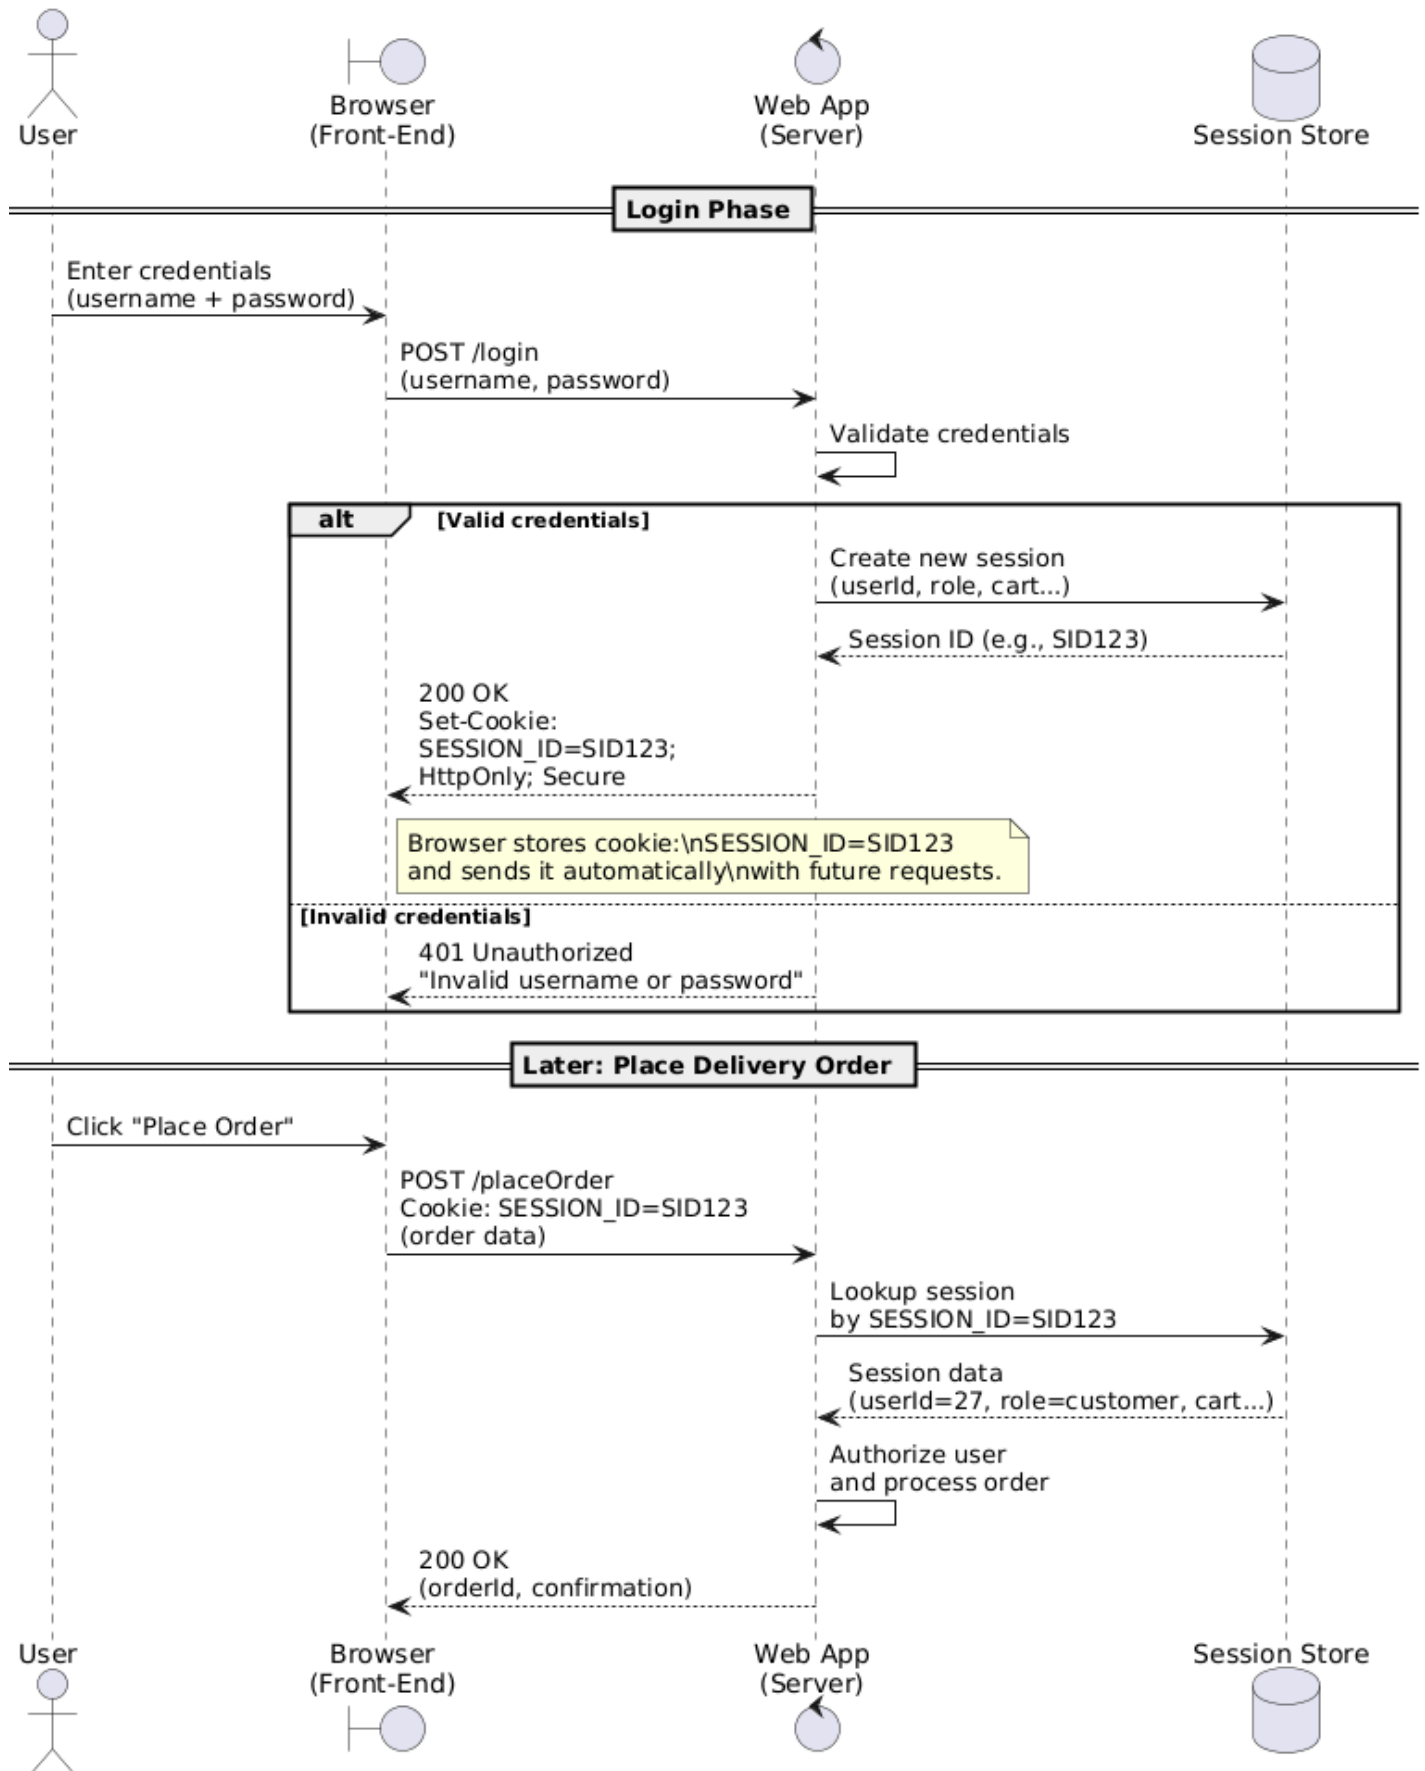 User
Browser
(Front-End)
Web App
(Server)
Session Store
Login Phase
Enter credentials
(username + password)
POST /login
(username, password)
Validate credentials
alt
[Valid credentials]
Create new session
(userId, role, cart...)
Session ID (e.g., SID123)
200 OK
Set-Cookie:
SESSION_ID=SID123;
HttpOnly; Secure
Browser stores cookie:\nSESSION_ID=SID123
and sends it automatically\nwith future requests.
[Invalid credentials]
401 Unauthorized
"Invalid username or password"
Later: Place Delivery Order
Click "Place Order"
POST /placeOrder
Cookie: SESSION_ID=SID123
(order data)
Lookup session
by SESSION_ID=SID123
Session data
(userId=27, role=customer, cart...)
Authorize user
and process order
200 OK
(orderId, confirmation)
User
Browser
(Front-End)
Web App
(Server)
Session Store